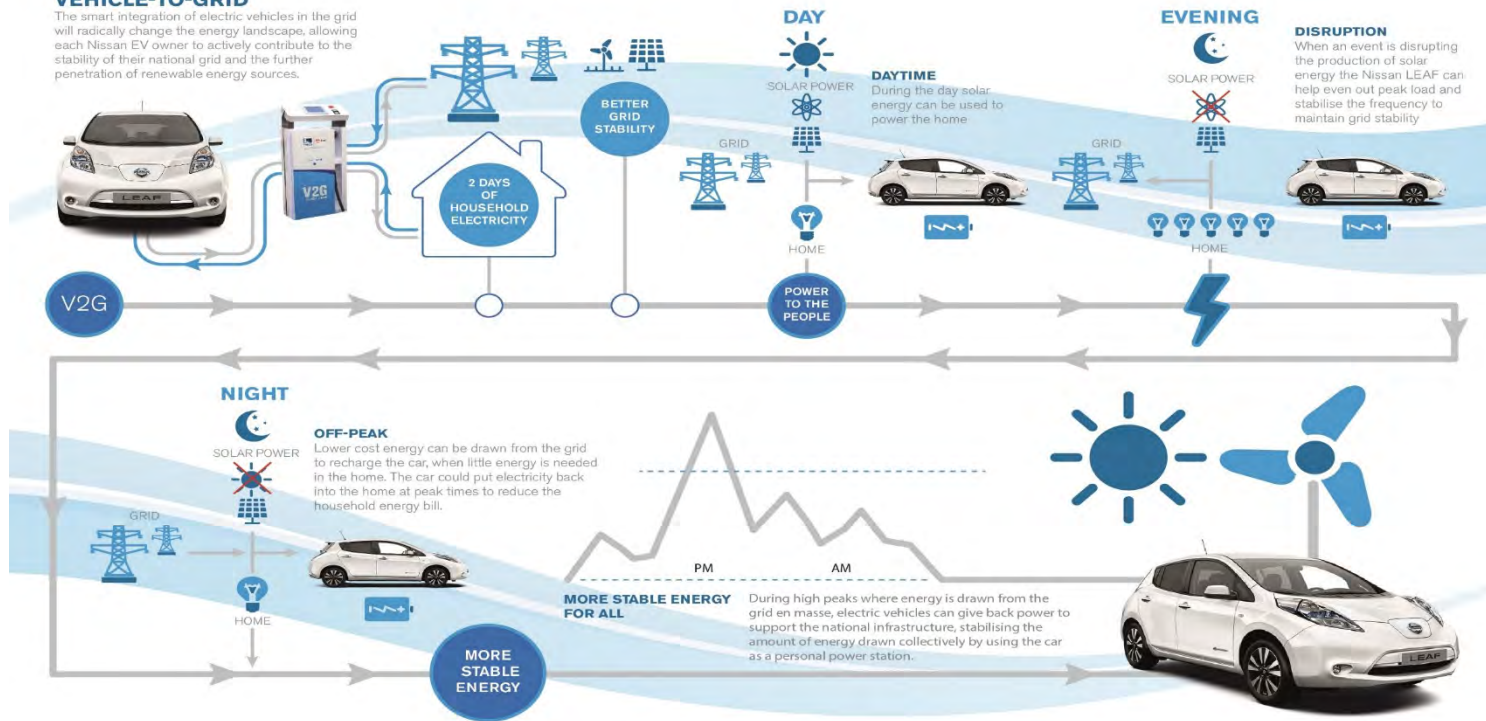 VEHICLE-TO-GRID
The smart integration of electric vehicles in the grid
will radically change the energy landscape, allowing
each Nissan EV owner to actively contribute to the
stability of their national grid and the further
penetration of renewable energy sources.
LEAF
V2G
2 DAYS
OF
HOUSEHOLD
ELECTRICITY
BETTER
GRID
STABILITY
DAY
SOLAR POWER
DAYTIME
During the day solar
energy can be used to
power the home
GRID
HOME
EVENING
SOLAR POWER
DISRUPTION
When an event is disrupting
the production of solar
energy the Nissan LEAF can
help even out peak load and
stabilise the frequency to
maintain grid stability
GRID
HOME
V2G
POWER
TO THE
PEOPLE
NIGHT
SOLAR POWER
OFF-PEAK
Lower cost energy can be drawn from the grid
to recharge the car, when little energy is needed
in the home. The car could put electricity back
into the home at peak times to reduce the
household energy bill.
GRID
HOME
PM
AM
MORE STABLE ENERGY
FOR ALL
During high peaks where energy is drawn from the
grid en masse, electric vehicles can give back power to
support the national infrastructure, stabilising the
amount of energy drawn collectively by using the car
as a personal power station.
MORE
STABLE
ENERGY
LEAF